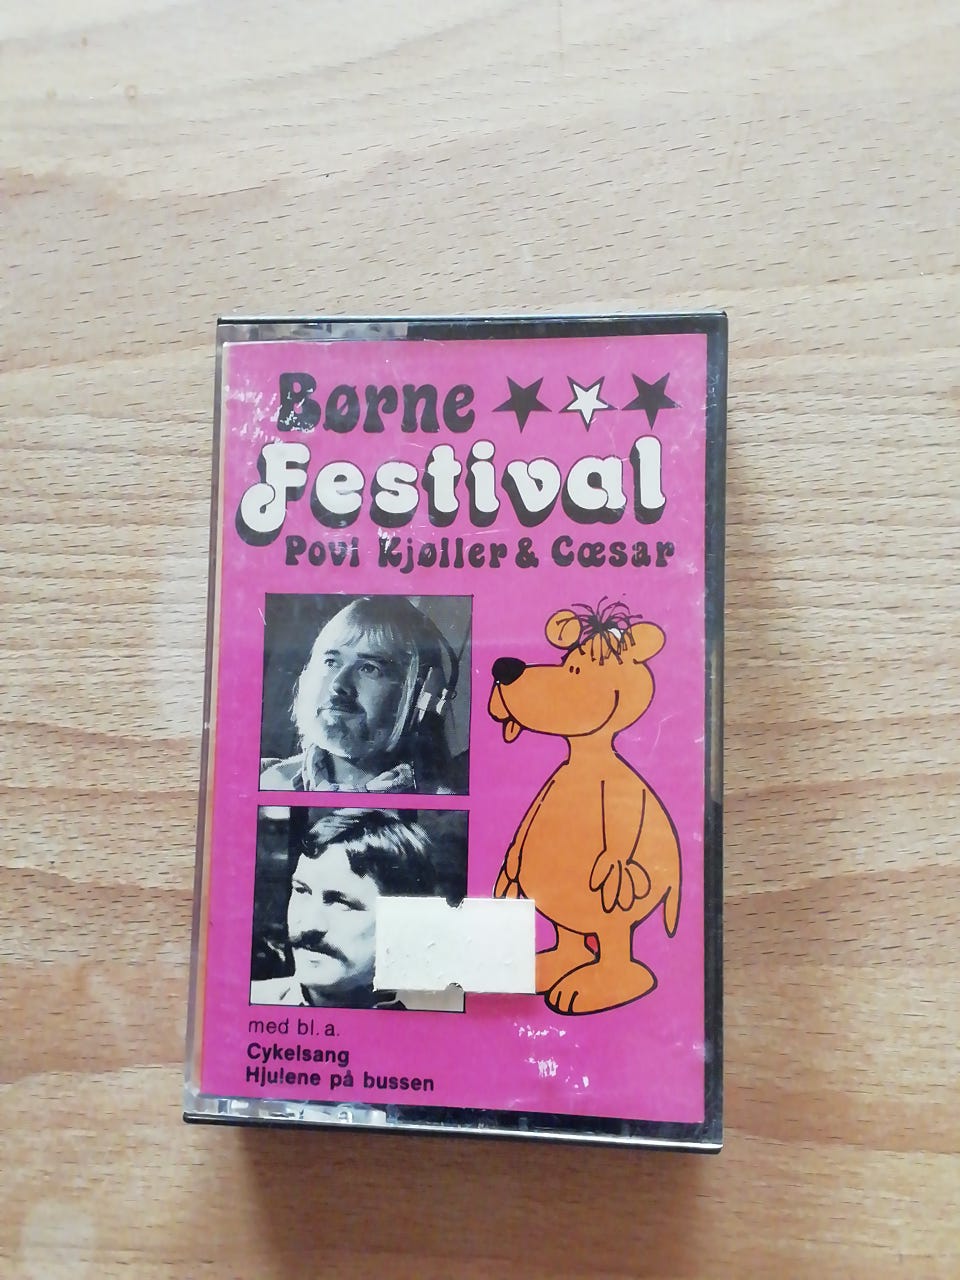 Børne
Festival
Povl Kjøller & Cæsar
med bl. a.
Cykelsang
Hjulene på bussen